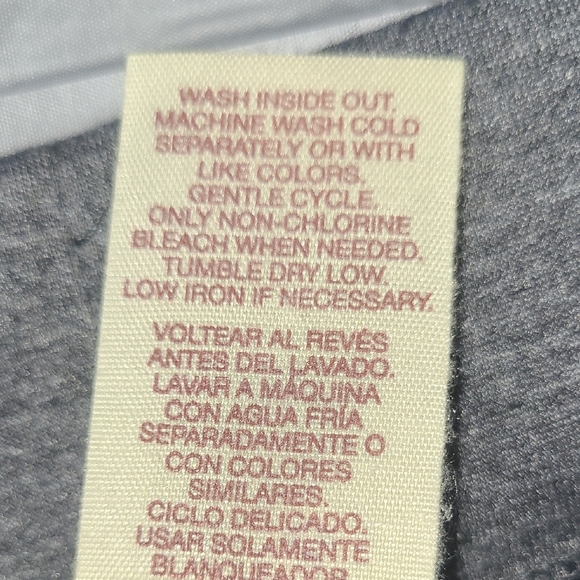 WASH INSIDE OUT.
MACHINE WASH COLD
SEPARATELY OR WITH
LIKE COLORS.
GENTLE CYCLE.
ONLY NON-CHLORINE
BLEACH WHEN NEEDED.
TUMBLE DRY LOW.
LOW IRON IF NECESSARY.
VOLTEAR AL REVÉS
ANTES DEL LAVADO.
LAVAR A MÁQUINA
CON AGUA FRÍA
SEPARADAMENTE O
CON COLORES
SIMILARES.
CICLO DELICADO.
USAR SOLAMENTE
BLANQUEADOR